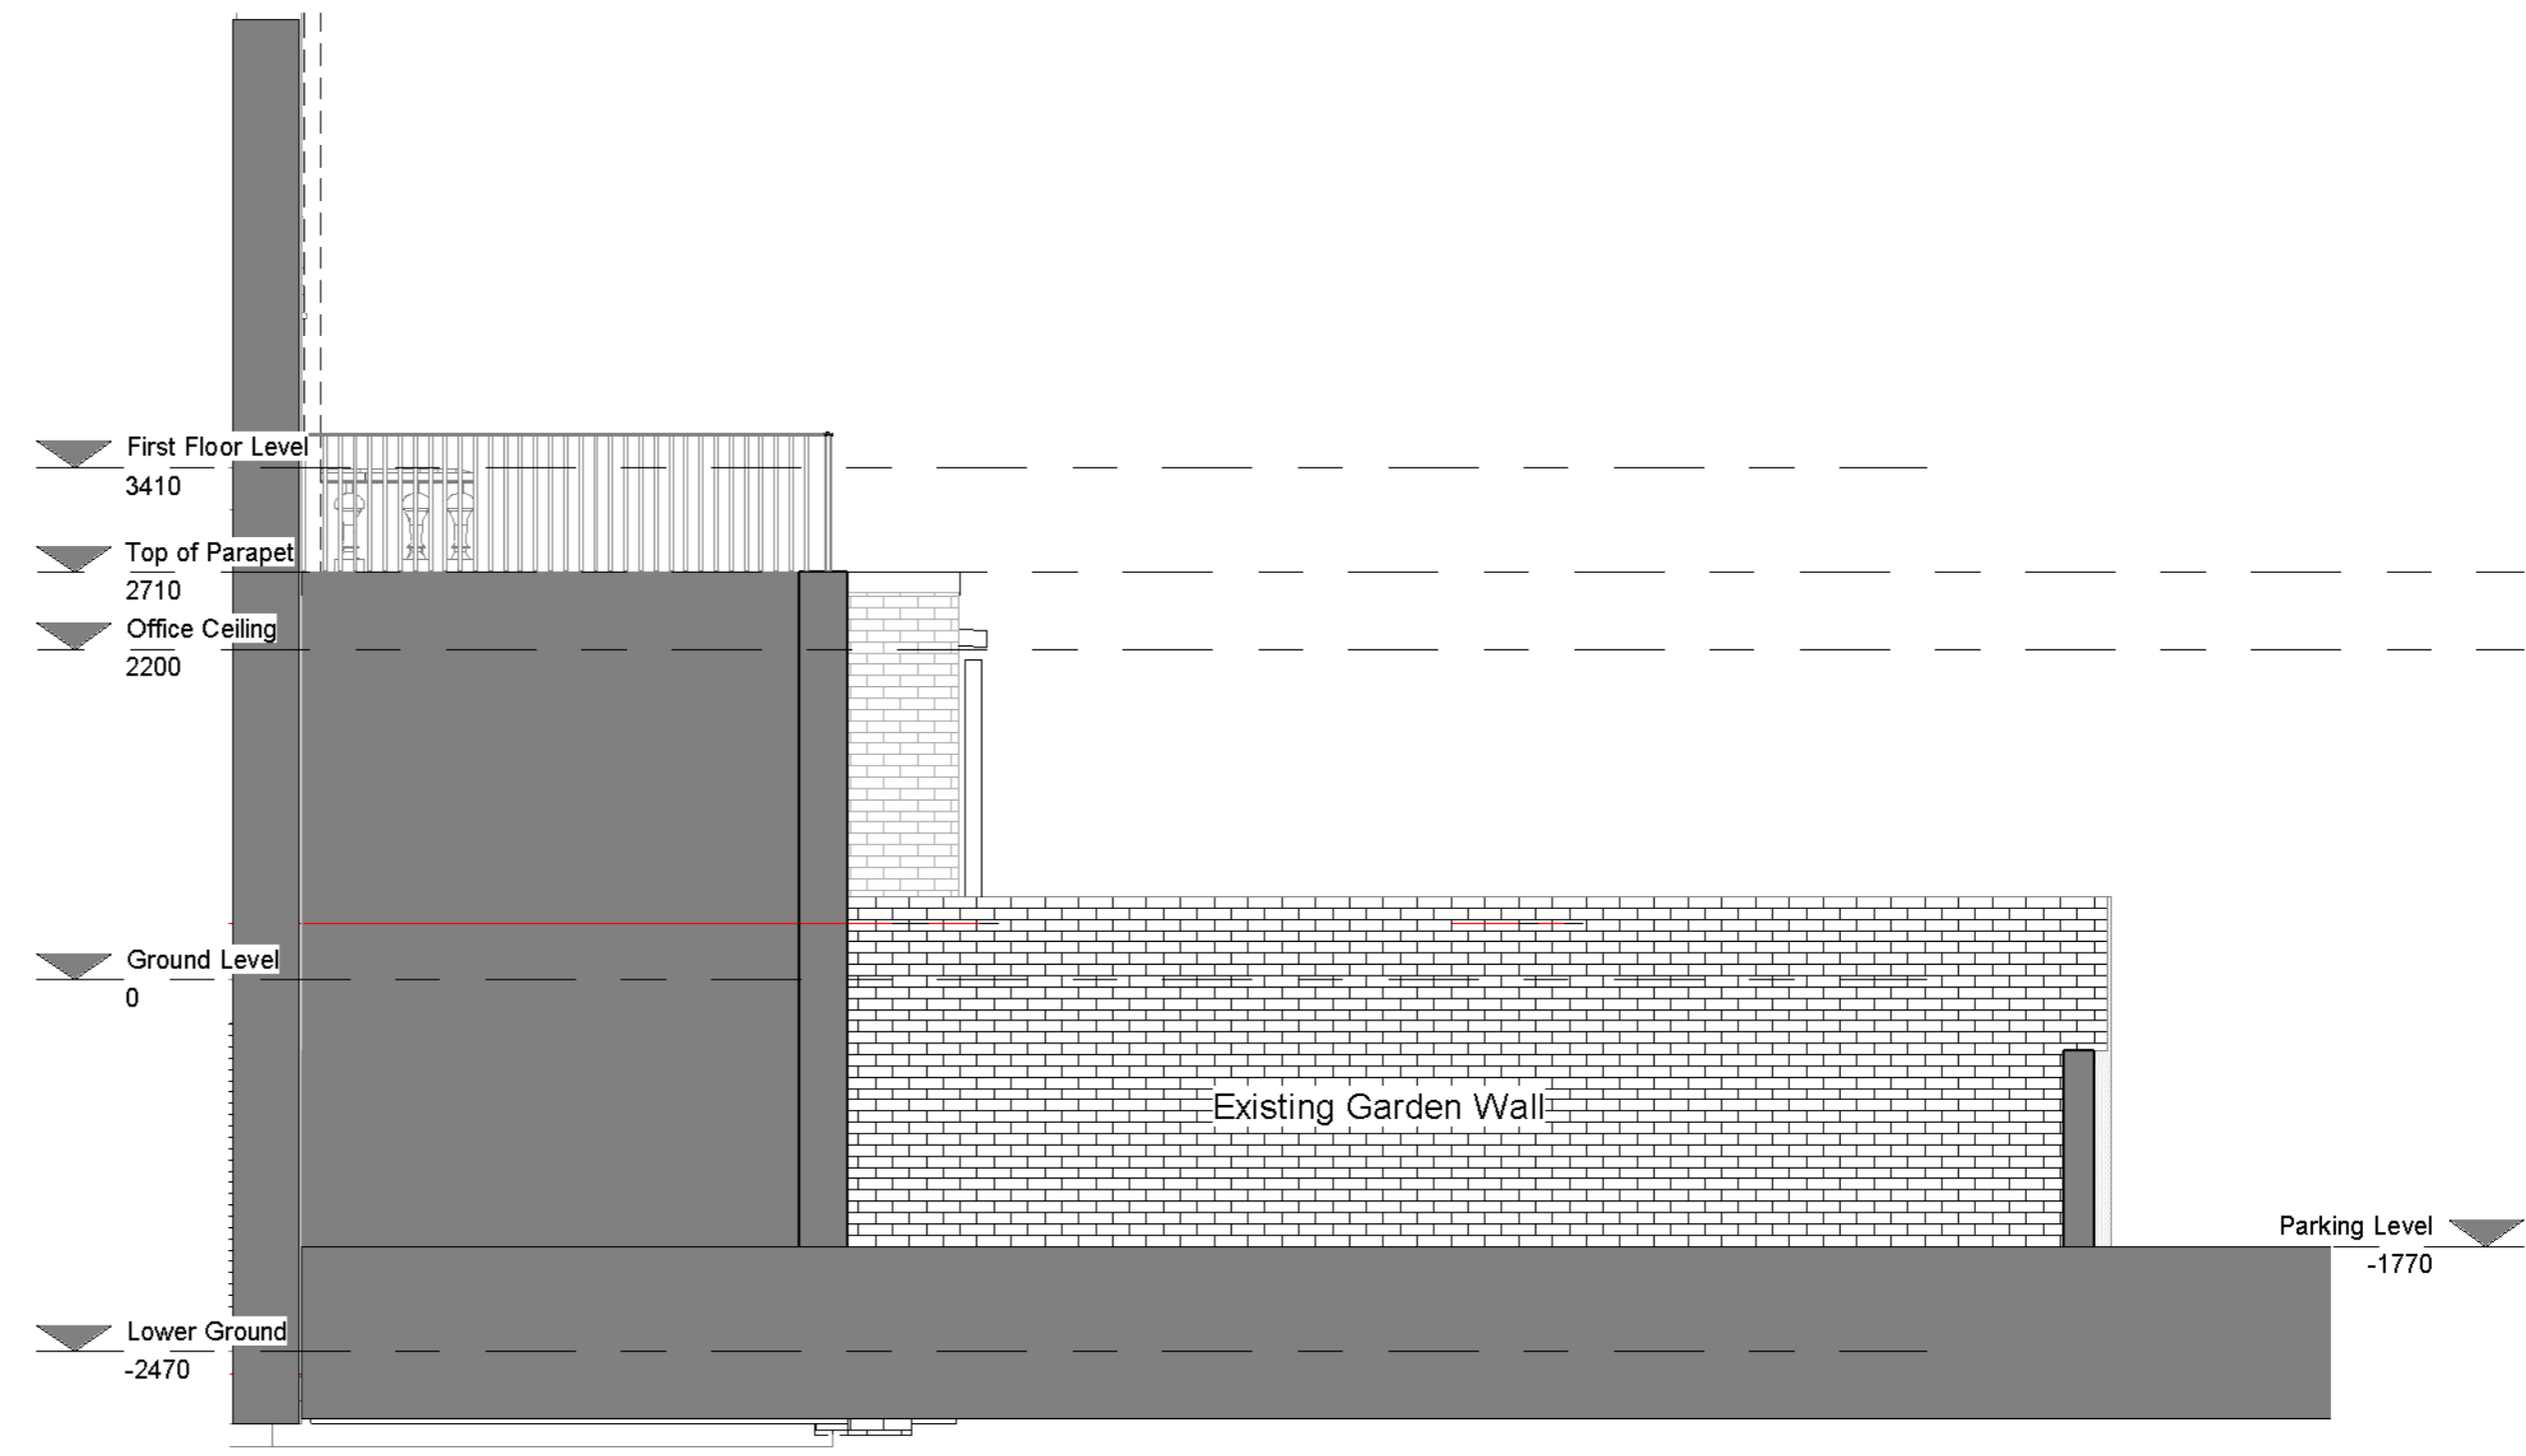 First Floor Level
3410
Top of Parapet
2710
Office Ceiling
2200
Ground Level
0
Existing Garden Wall
Parking Level
-1770
Lower Ground
-2470